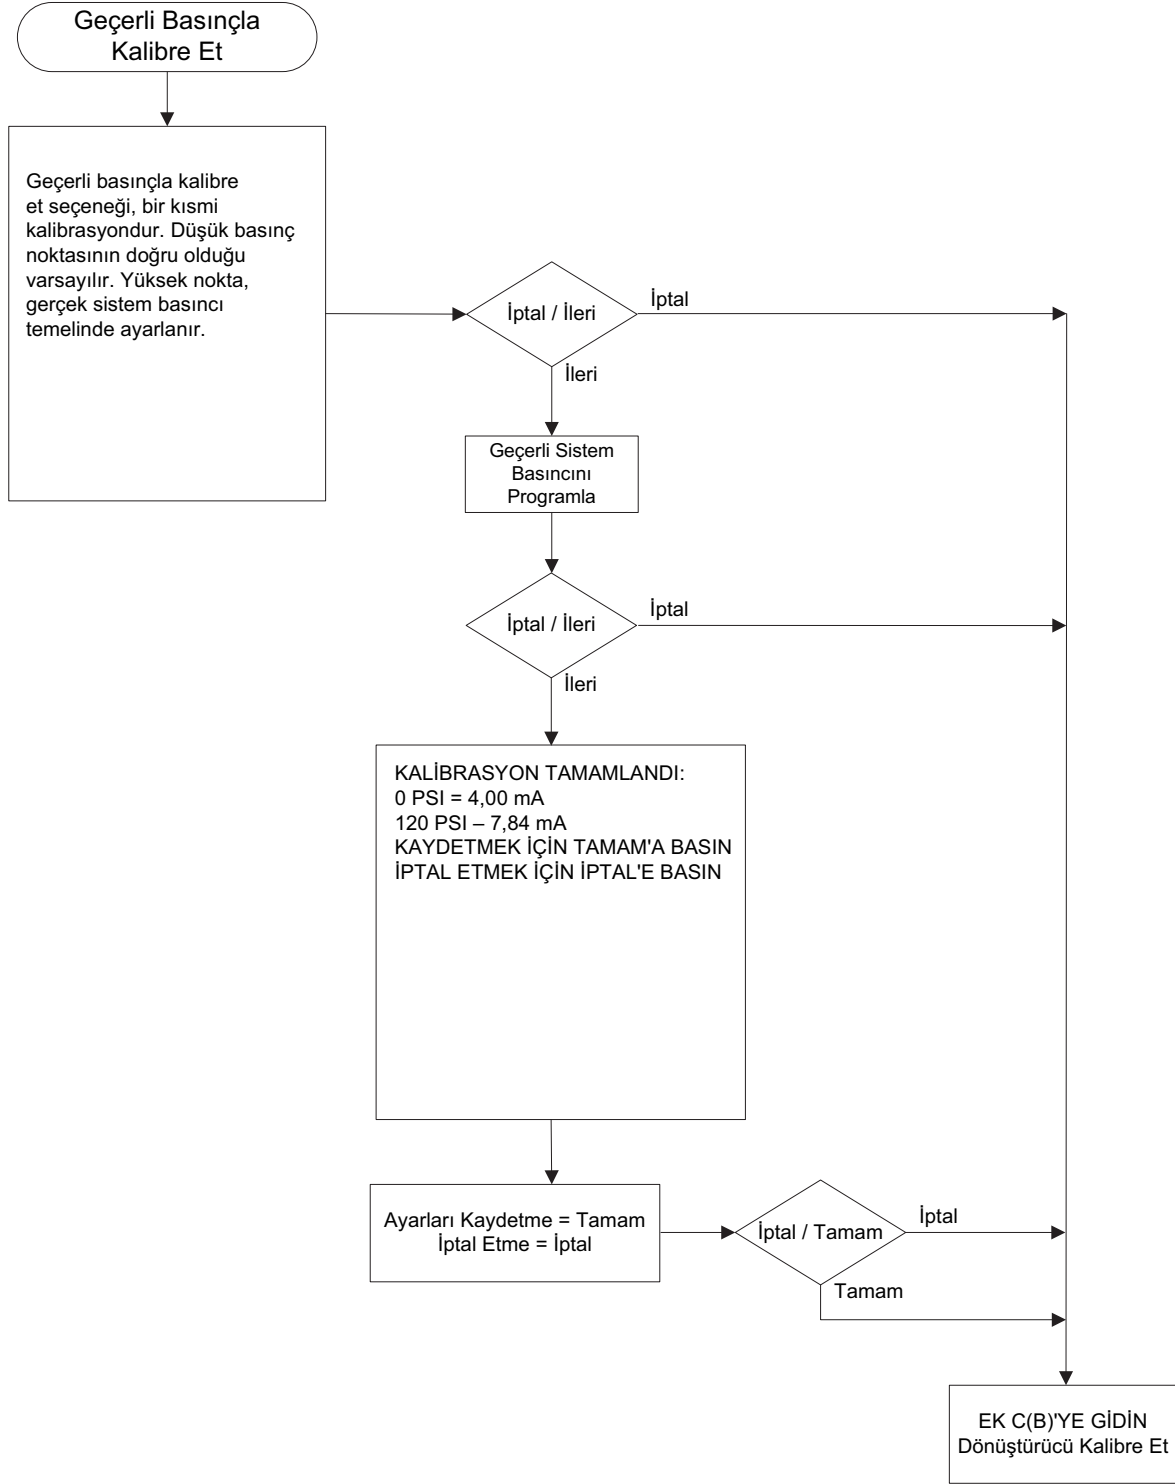 Geçerli Basınçla
Kalibre Et
Geçerli basınçla kalibre
et seçeneği, bir kısmi
kalibrasyondur. Düşük basınç
noktasının doğru olduğu
varsayılır. Yüksek nokta,
gerçek sistem basıncı
temelinde ayarlanır.
İptal / İleri
İptal
İleri
Geçerli Sistem
Basıncını
Programla
İptal / İleri
İptal
İleri
KALİBRASYON TAMAMLANDI:
0 PSI = 4,00 mA
120 PSI – 7,84 mA
KAYDETMEK İÇİN TAMAM'A BASIN
İPTAL ETMEK İÇİN İPTAL'E BASIN
Ayarları Kaydetme = Tamam
İptal Etme = İptal
İptal / Tamam
İptal
Tamam
EK C(B)'YE GİDİN
Dönüştürücü Kalibre Et